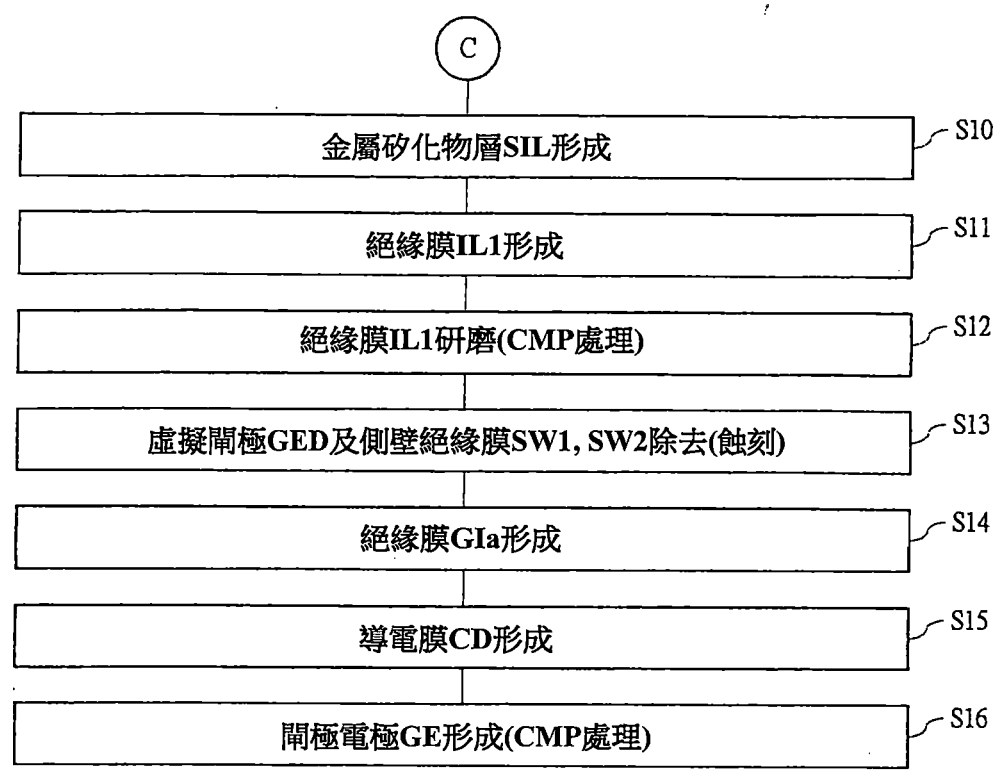 C
金屬矽化物層SIL形成
S10
絕緣膜IL1形成
S11
絕緣膜IL1研磨(CMP處理)
S12
虛擬閘極GED及側壁絕緣膜SW1, SW2除去(蝕刻)
S13
絕緣膜GIa形成
S14
導電膜CD形成
S15
閘極電極GE形成(CMP處理)
S16